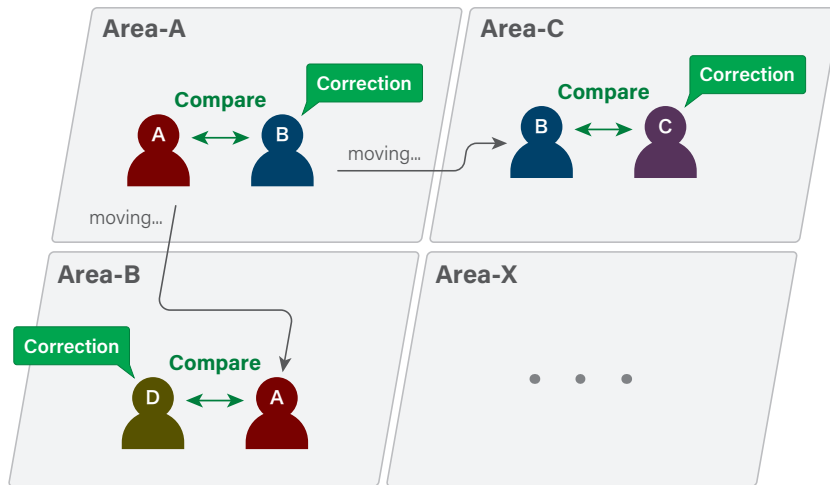 Area-A
Correction
Compare
A
B
moving...
moving...
Area-C
Correction
Compare
B
C
Area-B
Correction
Compare
D
A
Area-X